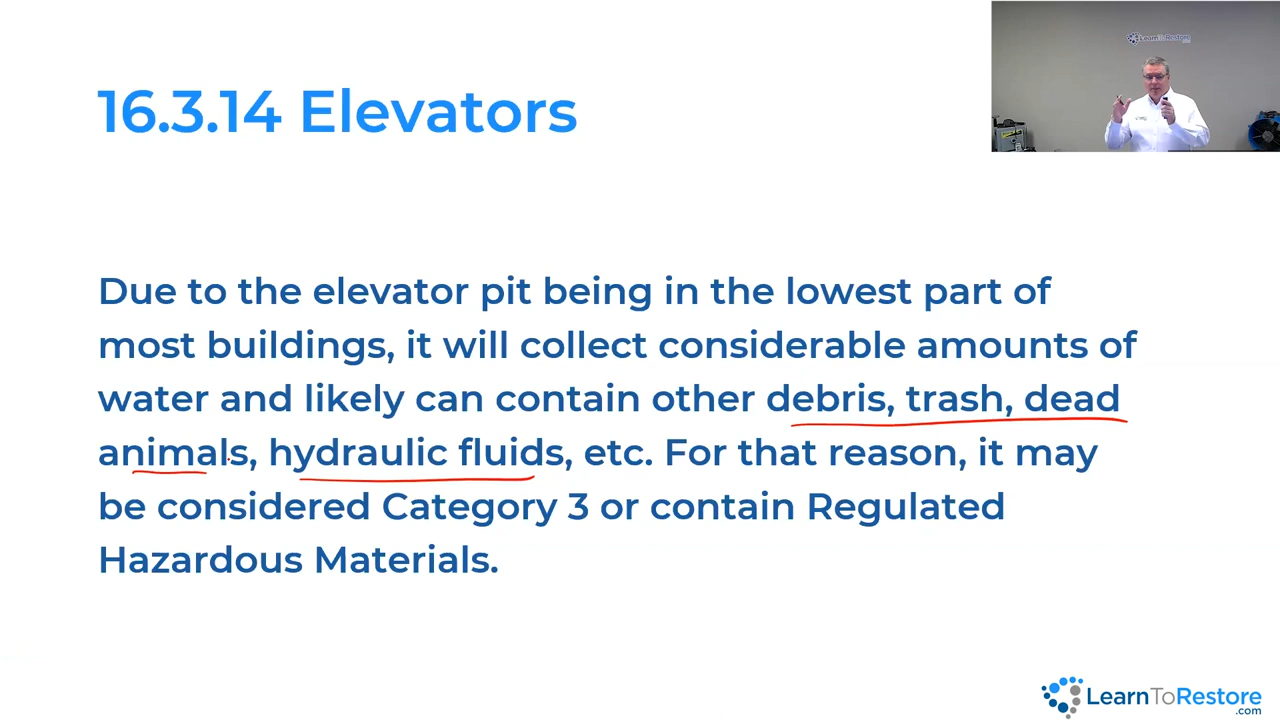 LearnToRestore
16.3.14 Elevators
Due to the elevator pit being in the lowest part of
most buildings, it will collect considerable amounts of
water and likely can contain other debris, trash, dead
animals, hydraulic fluids, etc. For that reason, it may
be considered Category 3 or contain Regulated
Hazardous Materials.
LearnToRestore
.com